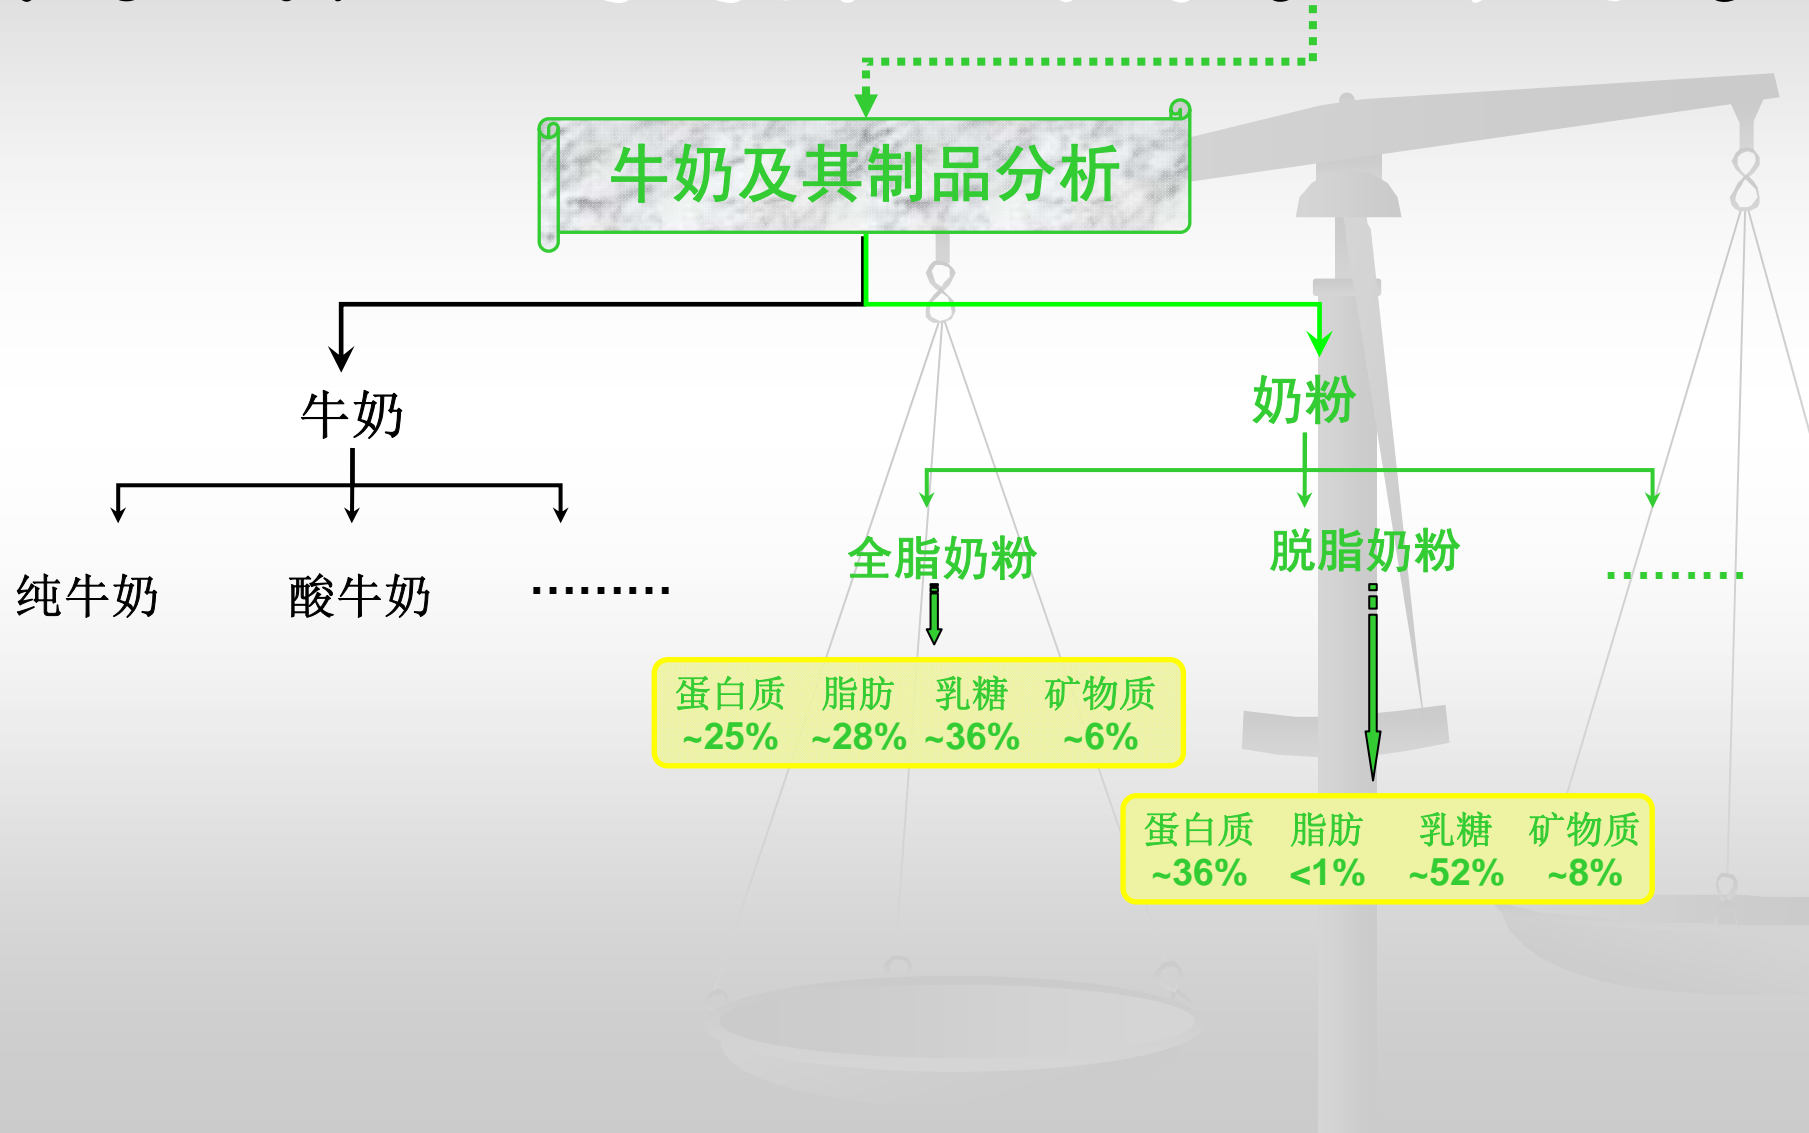 牛奶及其制品分析
牛奶
奶粉
纯牛奶
酸牛奶
………
全脂奶粉
脱脂奶粉
………
蛋白质 脂肪 乳糖 矿物质
~25% ~28% ~36% ~6%
蛋白质 脂肪 乳糖 矿物质
~36% <1% ~52% ~8%